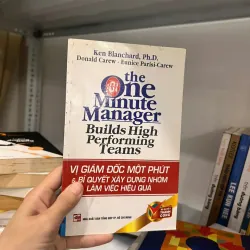 Ken Blanchard, Ph.D.
Donald Carew - Eunice Parisi-Carew
the
One
Minute
Manager
Builds High
Performing
Teams
VỊ GIÁM ĐỐC MỘT PHÚT
& BÍ QUYẾT XÂY DỰNG NHÓM
LÀM VIỆC HIỆU QUẢ